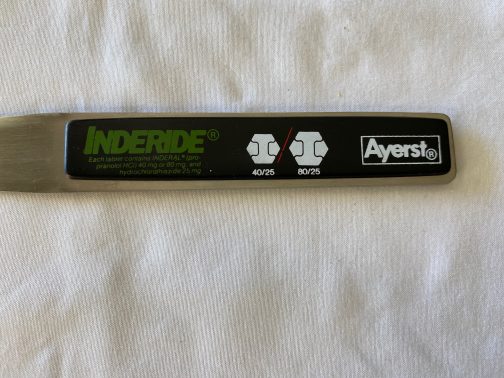 INDERIDE®
Each tablet contains INDERAL® (pro-
pranolol HCl) 40 mg or 80 mg, and
hydrochlorothiazide 25 mg
40/25 80/25
Ayerst®